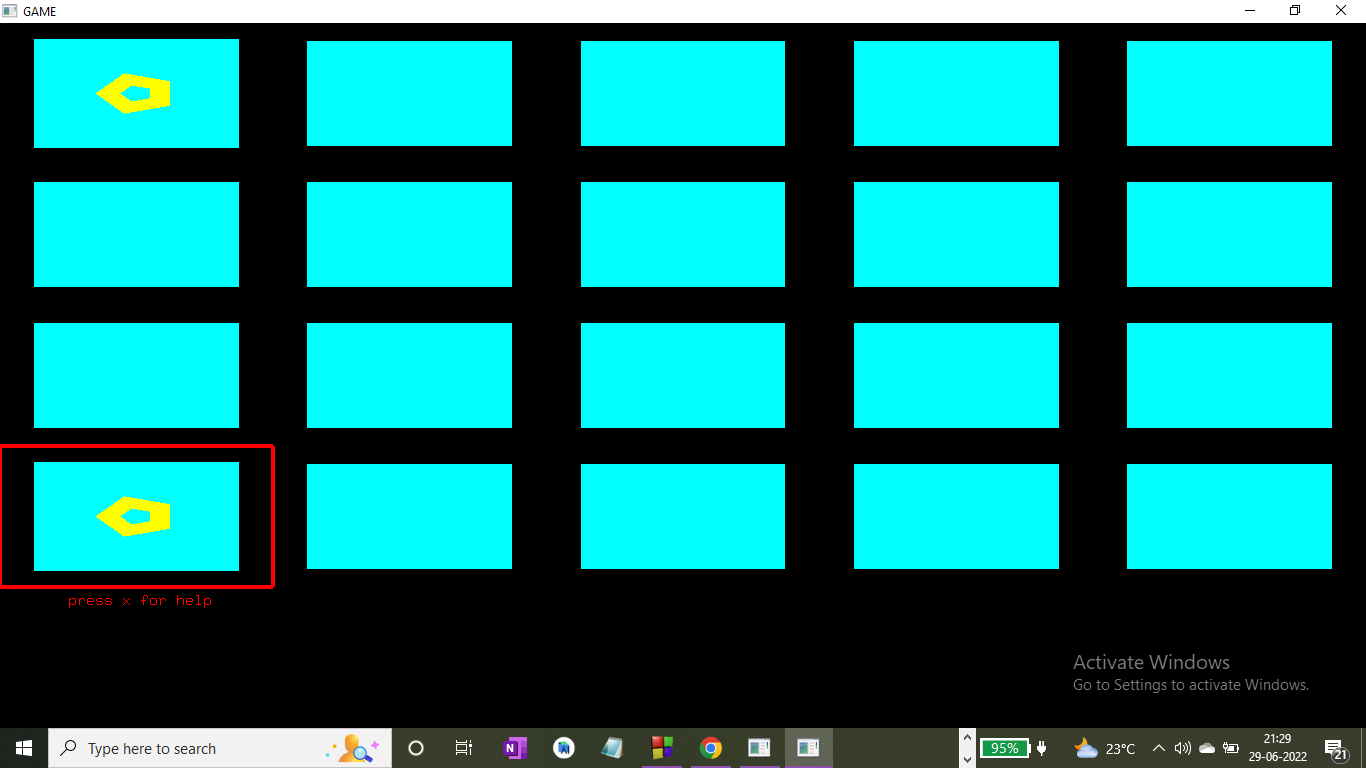 GAME
press x for help
Activate Windows
Go to Settings to activate Windows.
Type here to search
N
95%
23°C
21:29
29-06-2022
21